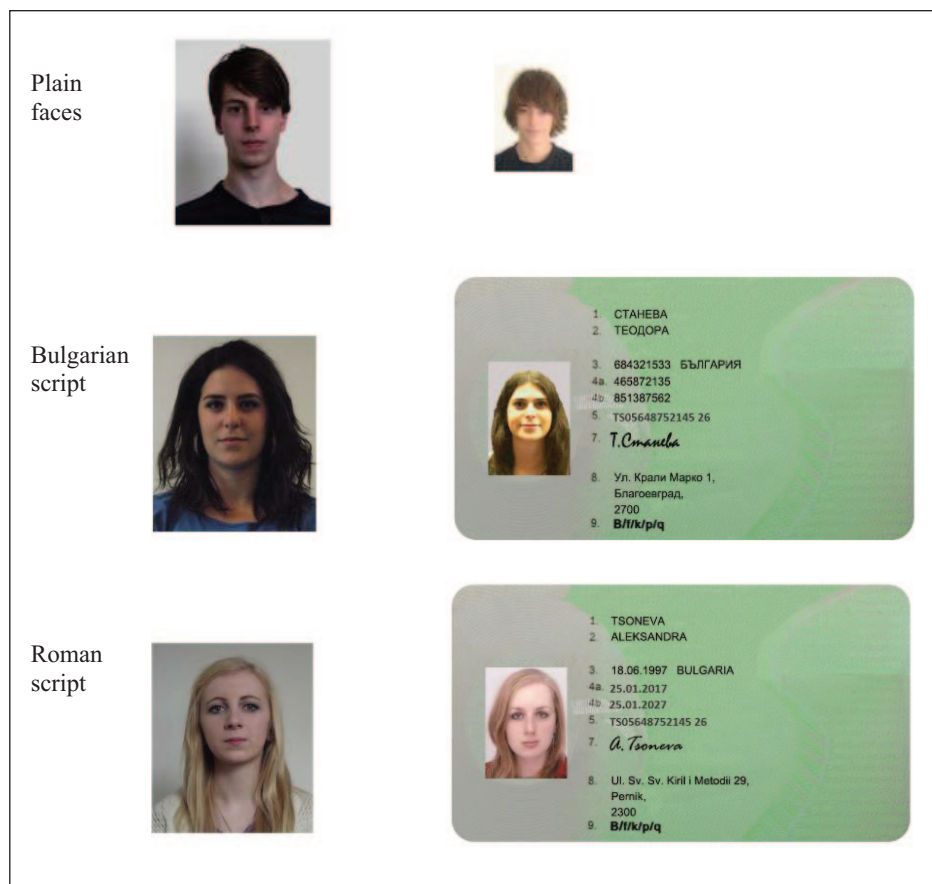 Plain
faces
Bulgarian
script
1. СТАНЕВА
2. ТЕОДОРА
3. 684321533 БЪЛГАРИЯ
4a. 465872135
4b. 851387562
5. TS05648752145 26
7. Т.Станева
8. Ул. Крали Марко 1,
Благоевград,
2700
9. B/f/k/p/q
Roman
script
1. TSONEVA
2. ALEKSANDRA
3. 18.06.1997 BULGARIA
4a. 25.01.2017
4b. 25.01.2027
5. TS05648752145 26
7. A. Tsoneva
8. Ul. Sv. Sv. Kiril i Metodii 29,
Pernik,
2300
9. B/f/k/p/q